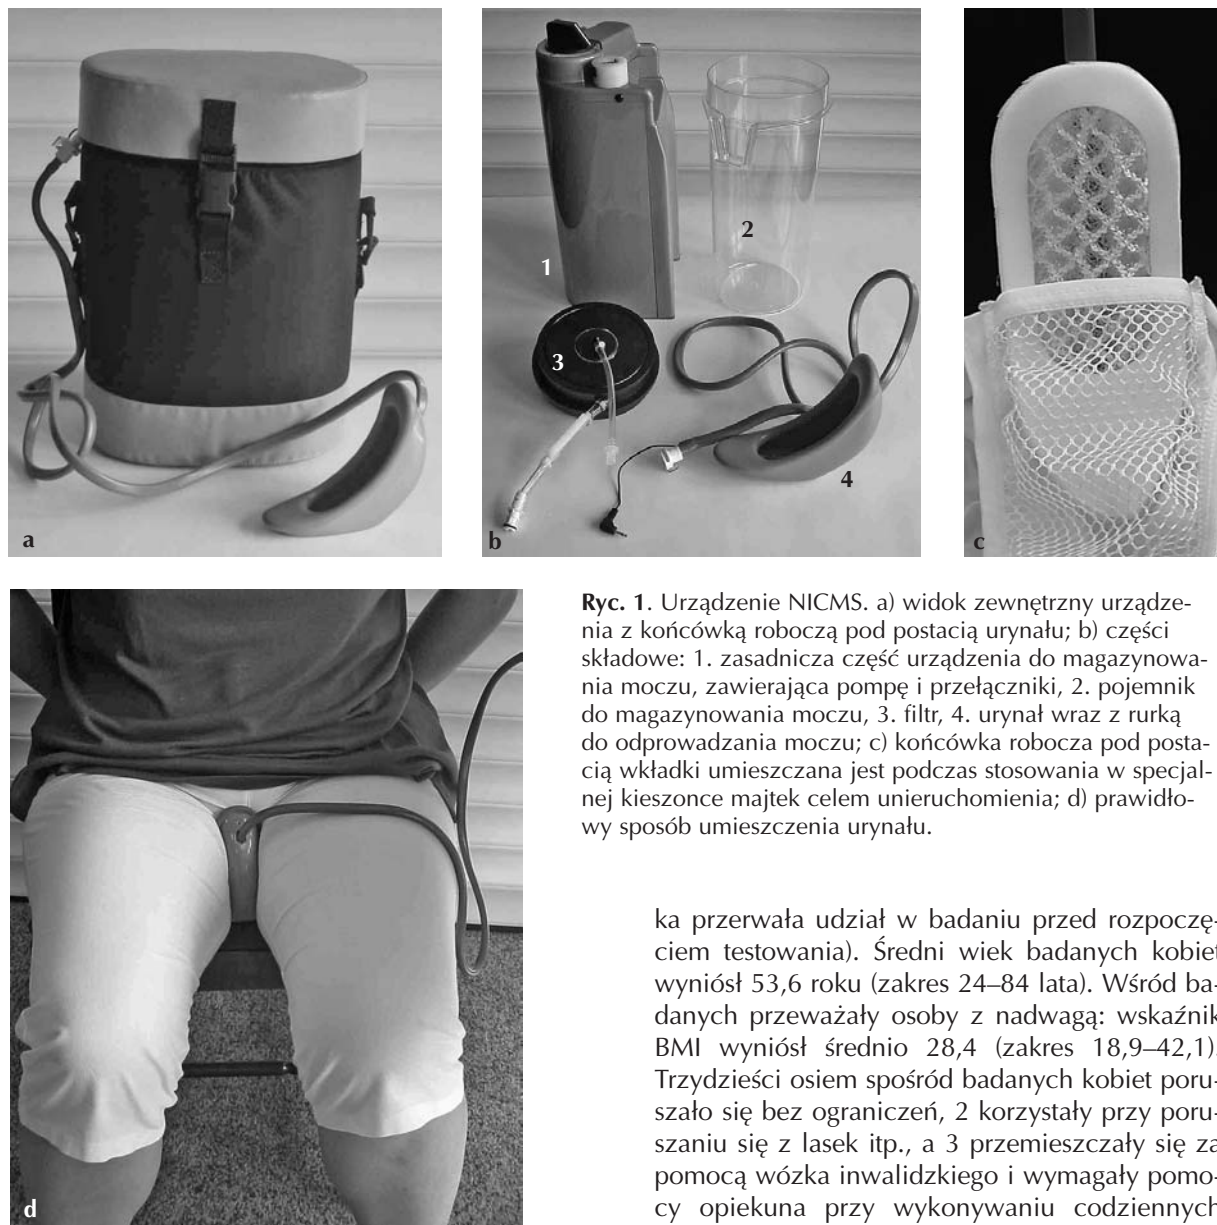 a
1
2
3
4
b
c
d
Ryc. 1. Urządzenie NICMS. a) widok zewnętrzny urządze-
nia z końcówką roboczą pod postacią urynału; b) części
składowe: 1. zasadnicza część urządzenia do magazynowa-
nia moczu, zawierająca pompę i przełączniki, 2. pojemnik
do magazynowania moczu, 3. filtr, 4. urynał wraz z rurką
do odprowadzania moczu; c) końcówka robocza pod posta-
cią wkładki umieszczana jest podczas stosowania w specjal-
nej kieszonce majtek celem unieruchomienia; d) prawidło-
wy sposób umieszczenia urynału.
ka przerwała udział w badaniu przed rozpoczę-
ciem testowania). Średni wiek badanych kobiet
wyniósł 53,6 roku (zakres 24–84 lata). Wśród ba-
danych przeważały osoby z nadwagą: wskaźnik
BMI wyniósł średnio 28,4 (zakres 18,9–42,1).
Trzydzieści osiem spośród badanych kobiet poru-
szało się bez ograniczeń, 2 korzystały przy poru-
szaniu się z lasek itp., a 3 przemieszczały się za
pomocą wózka inwalidzkiego i wymagały pomo-
cy opiekuna przy wykonywaniu codziennych